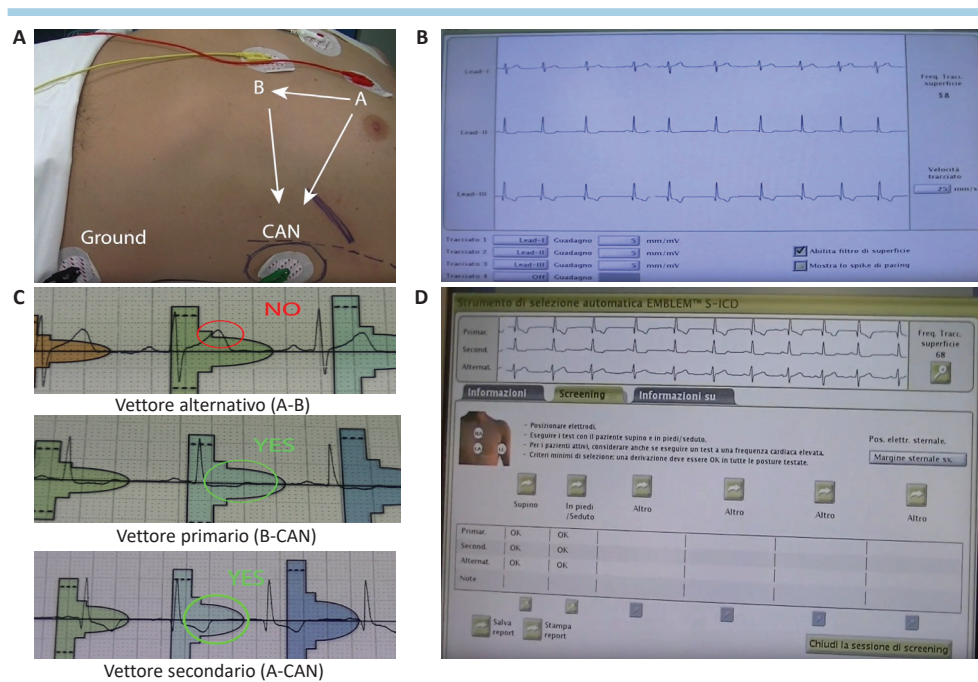 A
B
A
B
CAN
Ground
B
Lead-I
Lead-II
Lead-III
Freq. Tracc.
superficie
58
Velocità
tracciato
25 mm/s
Tracciato 1 Lead-I Guadagno 5 mm/mV
Tracciato 2 Lead-II Guadagno 5 mm/mV
Tracciato 3 Lead-III Guadagno 5 mm/mV
Tracciato 4 Off Guadagno
Abilita filtro di superficie
Mostra lo spike di pacing
C
NO
Vettore alternativo (A-B)
YES
Vettore primario (B-CAN)
YES
Vettore secondario (A-CAN)
D
Strumento di selezione automatica EMBLEM™ S-ICD
Primar.
Second.
Alternat.
Freq. Tracc.
superficie
68
Informazioni Screening Informazioni su
- Posizionare elettrodi.
- Eseguire i test con il paziente supino e in piedi/seduto.
- Per i pazienti attivi, considerare anche se eseguire un test a una frequenza cardiaca elevata.
- Criteri minimi di selezione: una derivazione deve essere OK in tutte le posture testate.
Pos. elettr. sternale.
Margine sternale sx.
Supino In piedi /Seduto Altro Altro Altro Altro
Primar. OK OK
Second. OK OK
Alternat. OK OK
Note
Salva report
Stampa report
Chiudi la sessione di screening